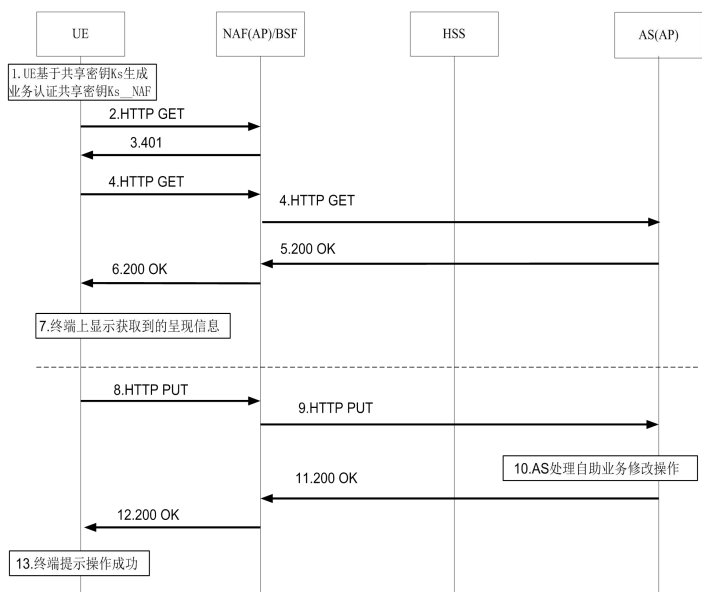 UE
NAF(AP)/BSF
HSS
AS(AP)
1.UE基于共享密钥Ks生成
业务认证共享密钥Ks__NAF
2.HTTP GET
3.401
4.HTTP GET
4.HTTP GET
5.200 OK
6.200 OK
7.终端上显示获取到的呈现信息
8.HTTP PUT
9.HTTP PUT
10.AS处理自助业务修改操作
11.200 OK
12.200 OK
13.终端提示操作成功